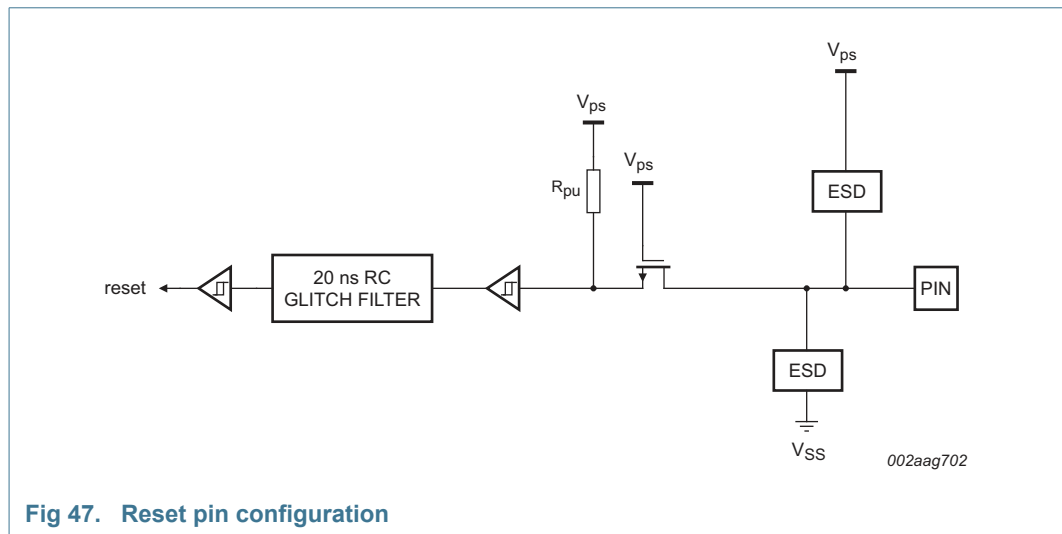 Vps
Vps
Vps
Rpu
ESD
reset
20 ns RC
GLITCH FILTER
PIN
ESD
VSS
002aag702
Fig 47. Reset pin configuration